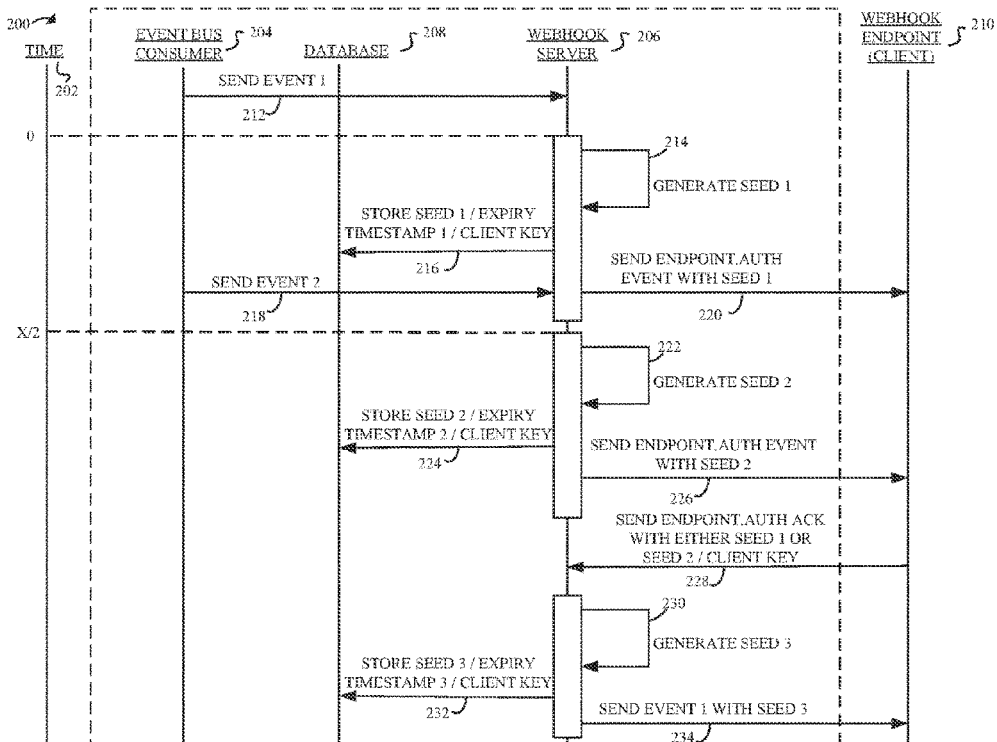 200
TIME
202
EVENT BUS
CONSUMER
204
DATABASE
208
WEBHOOK
SERVER
206
WEBHOOK
ENDPOINT
(CLIENT)
210
SEND EVENT 1
212
0
214
GENERATE SEED 1
STORE SEED 1 / EXPIRY
TIMESTAMP 1 / CLIENT KEY
216
SEND ENDPOINT.AUTH
EVENT WITH SEED 1
220
SEND EVENT 2
218
X/2
222
GENERATE SEED 2
STORE SEED 2 / EXPIRY
TIMESTAMP 2 / CLIENT KEY
224
SEND ENDPOINT.AUTH EVENT
WITH SEED 2
226
SEND ENDPOINT.AUTH ACK
WITH EITHER SEED 1 OR
SEED 2 / CLIENT KEY
228
230
GENERATE SEED 3
STORE SEED 3 / EXPIRY
TIMESTAMP 3 / CLIENT KEY
232
SEND EVENT 1 WITH SEED 3
234